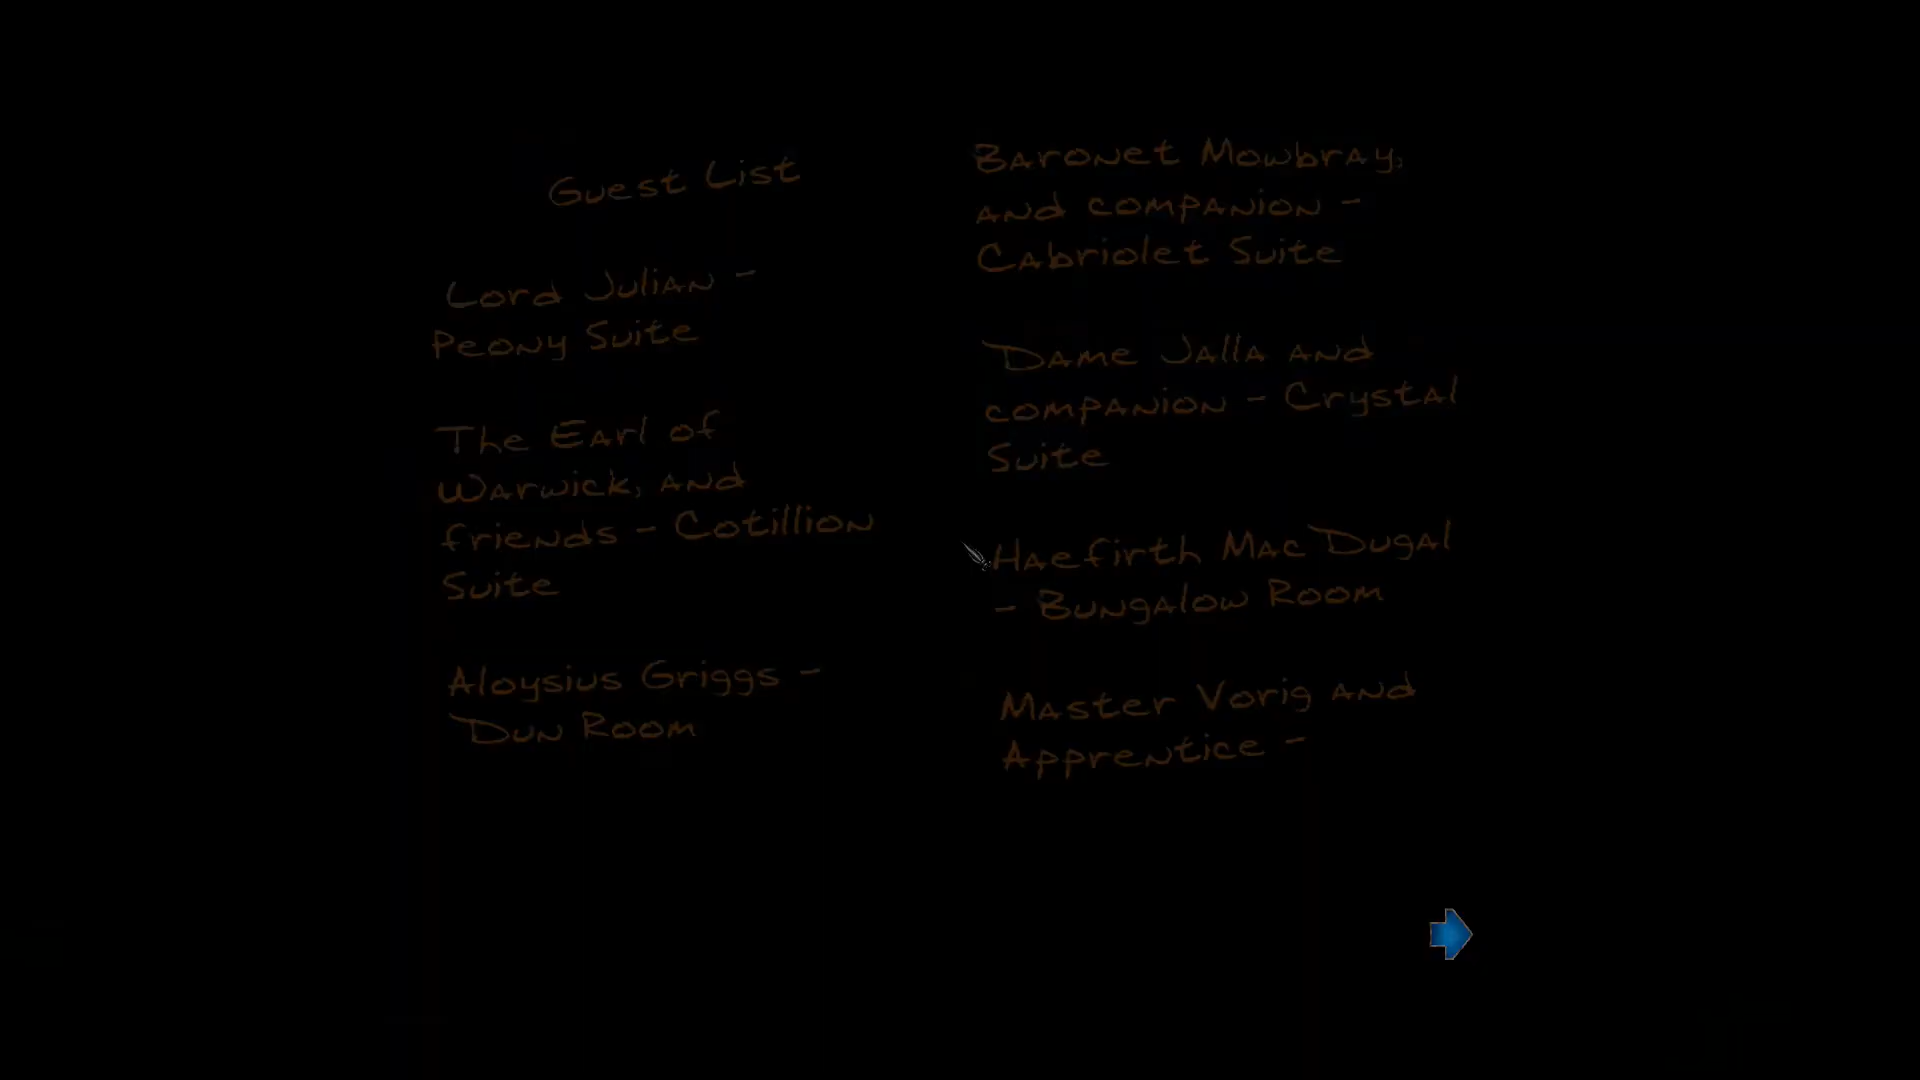 Guest List
Lord Julian -
Peony Suite
The Earl of
Warwick, and
friends - Cotillion
Suite
Aloysius Griggs -
Dun Room
Baronet Mowbray,
and companion -
Cabriolet Suite
Dame Jalla and
companion - Crystal
Suite
Haefirth MacDugal
- Bungalow Room
Master Vorig and
Apprentice -